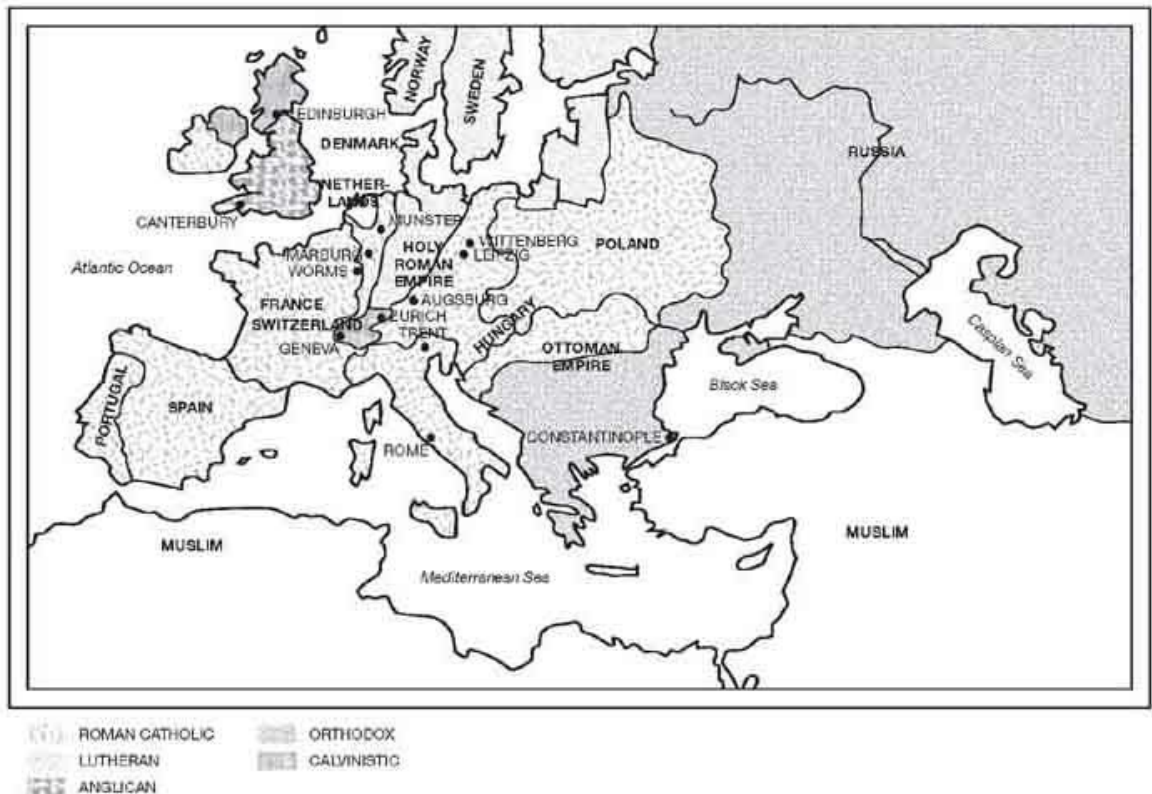 NORWAY
SWEDEN
EDINBURGH
DENMARK
RUSSIA
NETHER-
LANDS
CANTERBURY
MUNSTER
WITTENBERG
POLAND
MARBURG
HOLY
LEIPZIG
Atlantic Ocean
WORMS
ROMAN
EMPIRE
FRANCE
AUGSBURG
SWITZERLAND
ZURICH
HUNGARY
TRENT
GENEVA
OTTOMAN
EMPIRE
Caspian Sea
Black Sea
PORTUGAL
SPAIN
CONSTANTINOPLE
ROME
MUSLIM
MUSLIM
Mediterranean Sea
ROMAN CATHOLIC
ORTHODOX
LUTHERAN
CALVINISTIC
ANGLICAN